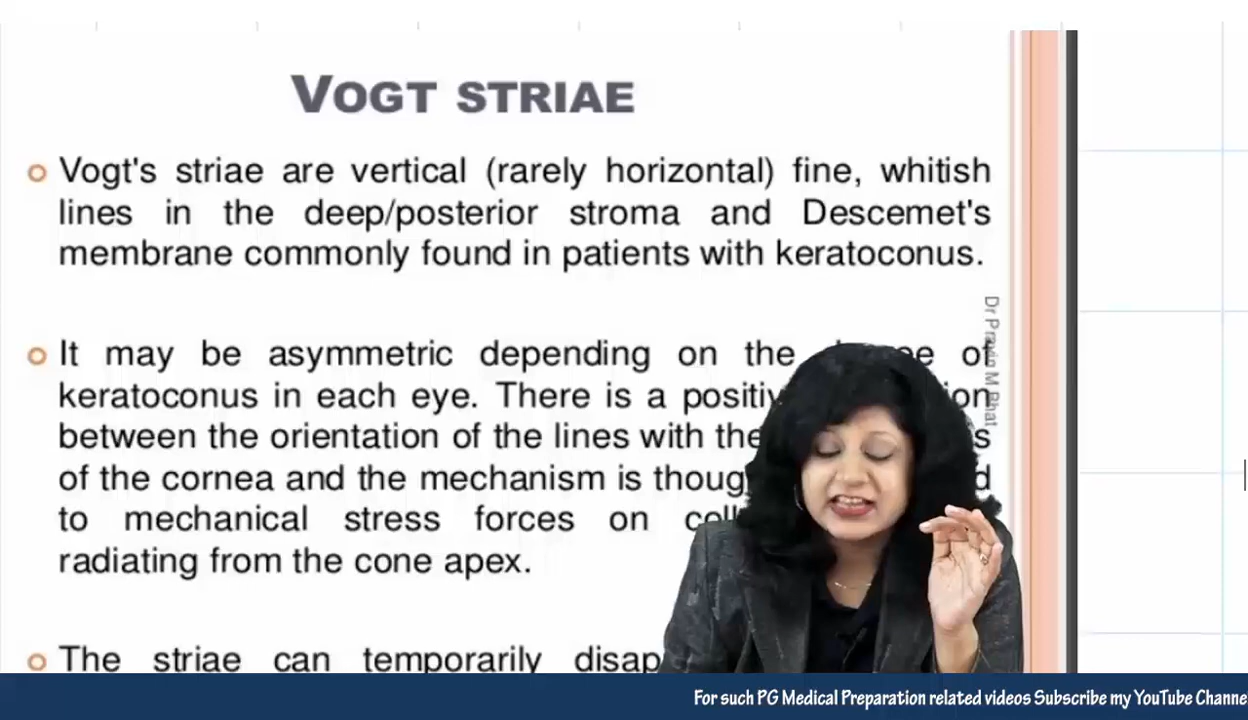 VOGT STRIAE
Vogt's striae are vertical (rarely horizontal) fine, whitish
lines in the deep/posterior stroma and Descemet's
membrane commonly found in patients with keratoconus.
It may be asymmetric depending on the of
keratoconus in each eye. There is a
between the orientation of the lines with the
of the cornea and the mechanism is
to mechanical stress forces on
radiating from the cone apex.
The striae can temporarily
Dr Pravin M Bhat
For such PG Medical Preparation related videos Subscribe my YouTube Channe